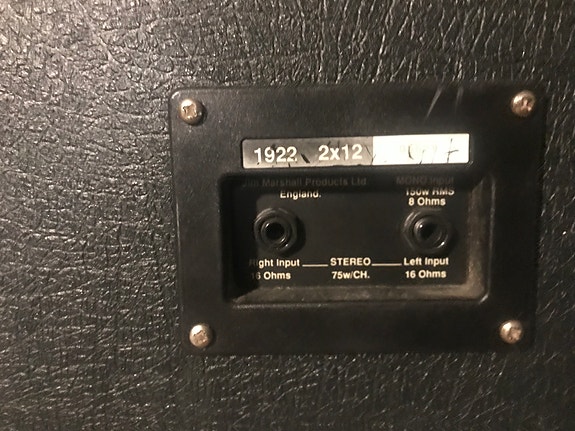 1922 2x12
Marshall Products Ltd. MONO Input
England. 150w RMS
8 Ohms
Right Input STEREO Left Input
16 Ohms 75w/CH. 16 Ohms